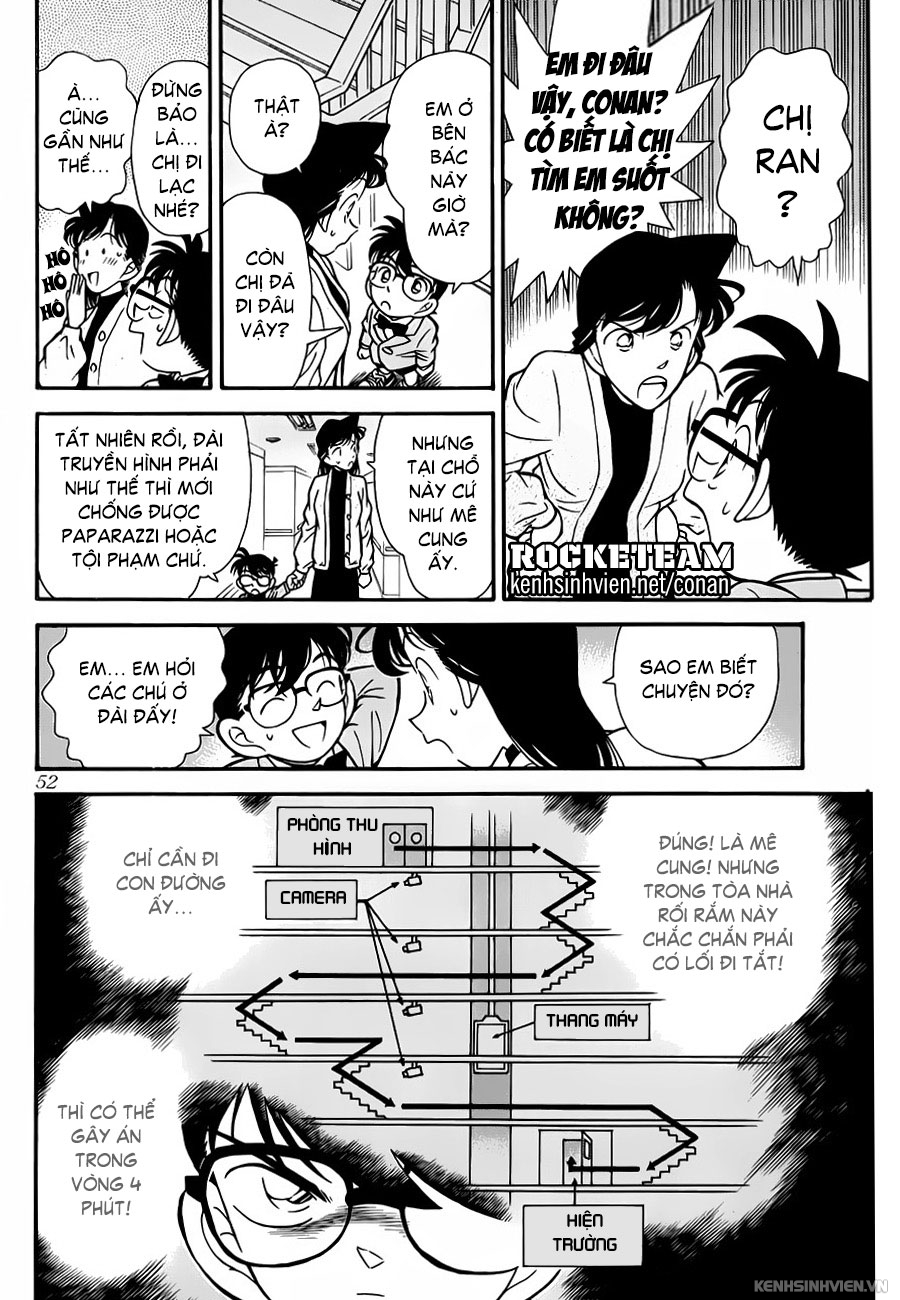 CHỊ
RAN
?
EM ĐI ĐÂU
VẬY, CONAN?
CÓ BIẾT LÀ CHỊ
TÌM EM SUỐT
KHÔNG?
EM Ở
BÊN
BÁC
NÀY
GIỜ
MÀ?
THẬT
À?
CÒN
CHỊ ĐÃ
ĐI ĐÂU
VẬY?
ĐỪNG
BẢO
LÀ...
CHỊ ĐI
LẠC
NHÉ?
À...
CŨNG
GẦN NHƯ
THẾ...
HÔ
HÔ
HÔ
ROCKETEAM
kenhsinhvien.net/conan
NHƯNG
TẠI CHỖ
NÀY CỨ
NHƯ MÊ
CUNG
ẤY.
TẤT NHIÊN RỒI, ĐÀI
TRUYỀN HÌNH PHẢI
NHƯ THẾ THÌ MỚI
CHỐNG ĐƯỢC
PAPARAZZI HOẶC
TỘI PHẠM CHỨ.
SAO EM BIẾT
CHUYỆN ĐÓ?
EM... EM HỎI
CÁC CHÚ Ở
ĐÀI ĐẤY!
52
ĐÚNG! LÀ MÊ
CUNG! NHƯNG
TRONG TÒA NHÀ
RỐI RẮM NÀY
CHẮC CHẮN PHẢI
CÓ LỐI ĐI TẮT!
PHÒNG THU
HÌNH
CAMERA
THANG MÁY
HIỆN
TRƯỜNG
CHỈ CẦN ĐI
CON ĐƯỜNG
ẤY...
THÌ CÓ THỂ
GÂY ÁN
TRONG
VÒNG 4
PHÚT!
KENHSINHVIEN.VN